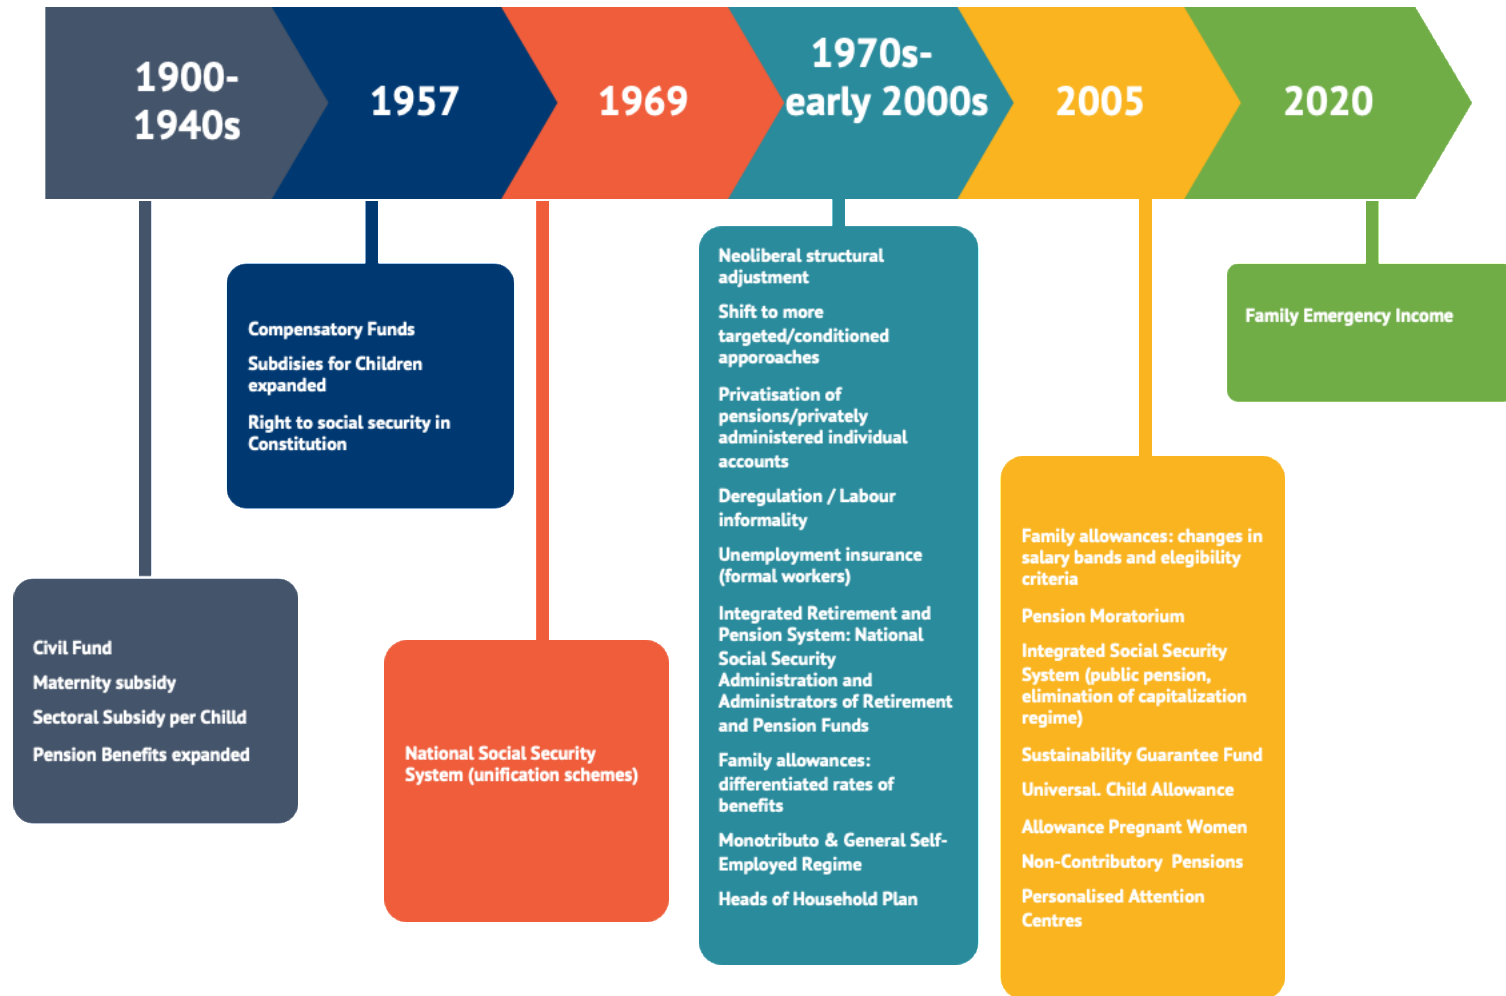 1900-
1940s
1957
1969
1970s-
early 2000s
2005
2020
Civil Fund
Maternity subsidy
Sectoral Subsidy per Chilld
Pension Benefits expanded
Compensatory Funds
Subdisies for Children
expanded
Right to social security in
Constitution
National Social Security
System (unification schemes)
Neoliberal structural
adjustment
Shift to more
targeted/conditioned
apporoaches
Privatisation of
pensions/privately
administered individual
accounts
Deregulation / Labour
informality
Unemployment insurance
(formal workers)
Integrated Retirement and
Pension System: National
Social Security
Administration and
Administrators of Retirement
and Pension Funds
Family allowances:
differentiated rates of
benefits
Monotributo & General Self-
Employed Regime
Heads of Household Plan
Family allowances: changes in
salary bands and elegibility
criteria
Pension Moratorium
Integrated Social Security
System (public pension,
elimination of capitalization
regime)
Sustainability Guarantee Fund
Universal. Child Allowance
Allowance Pregnant Women
Non-Contributory Pensions
Personalised Attention
Centres
Family Emergency Income